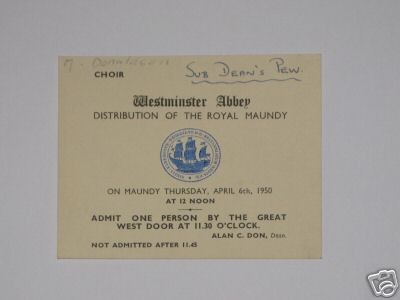 CHOIR
SUB DEAN'S PEW.
Westminster Abbey
DISTRIBUTION OF THE ROYAL MAUNDY
ON MAUNDY THURSDAY, APRIL 6th, 1950
AT 12 NOON
ADMIT ONE PERSON BY THE GREAT
WEST DOOR AT 11.30 O'CLOCK.
ALAN C. DON, Dean.
NOT ADMITTED AFTER 11.45